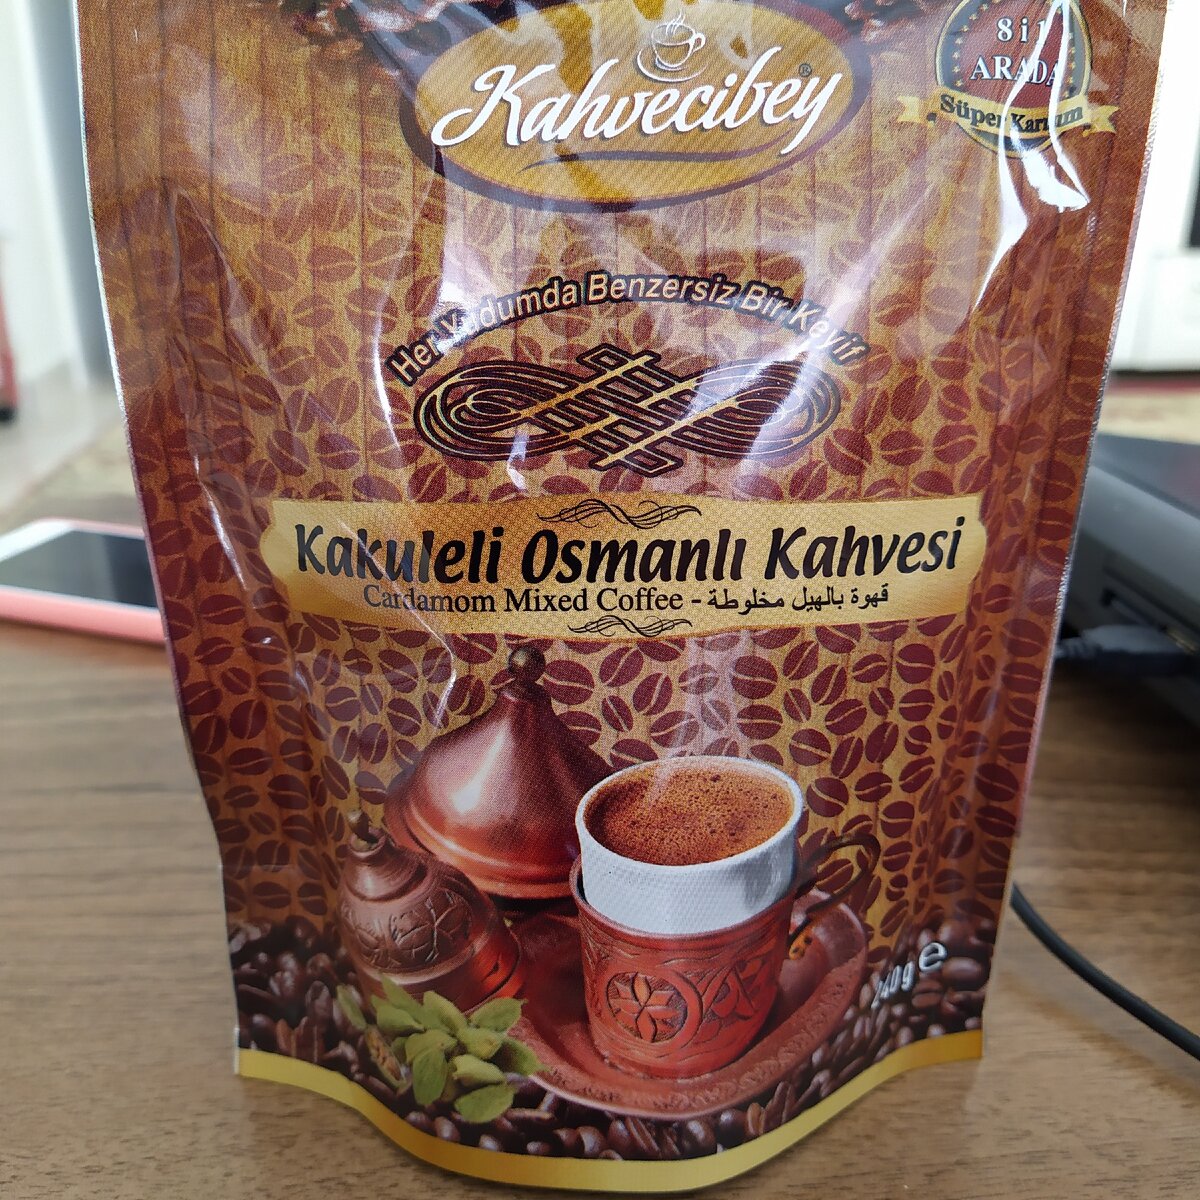 Kahvecibey®
8 i 1
ARADA
Süper Karışım
Her Yudumda Benzersiz Bir Keyif
Kakuleli Osmanlı Kahvesi
Cardamom Mixed Coffee - قهوة بالهيل مخلوطة
240 g ℮